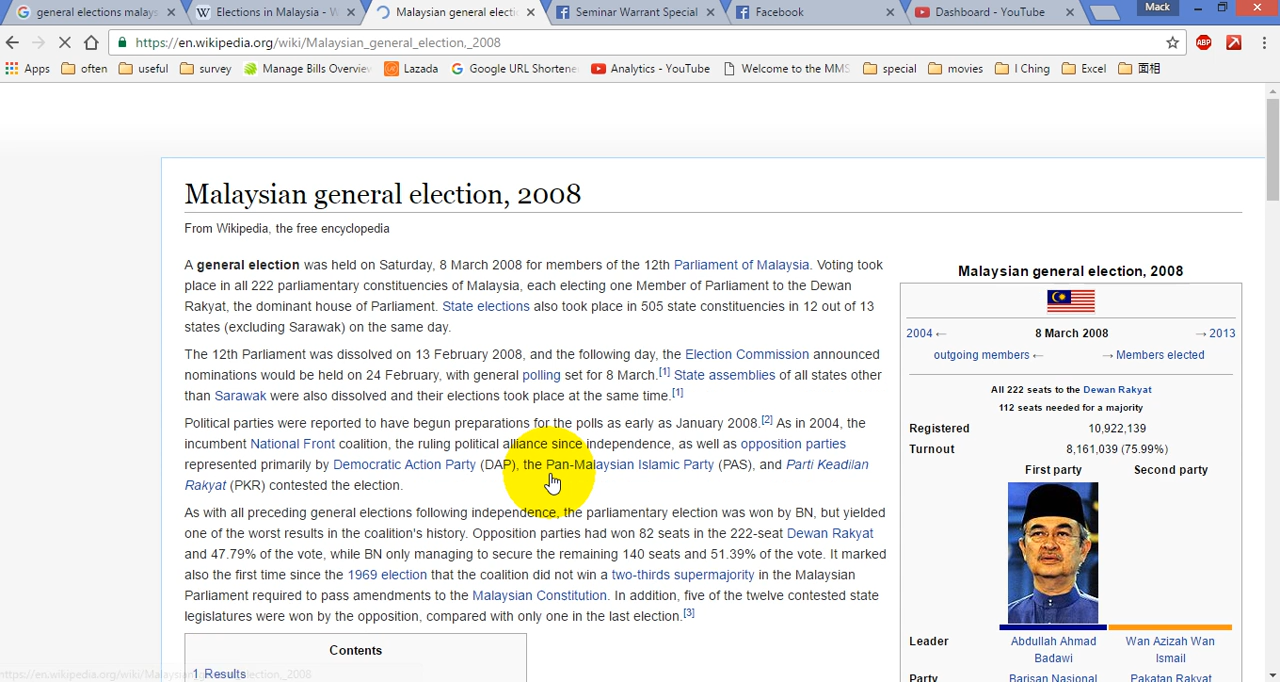 general elections malays
Elections in Malaysia - W
Malaysian general electi
Seminar Warrant Special
Facebook
Dashboard - YouTube
Mack
https://en.wikipedia.org/wiki/Malaysian_general_election,_2008
ABP
Apps often useful survey Manage Bills Overview Lazada Google URL Shortene Analytics - YouTube Welcome to the MMS special movies I Ching Excel 面相
Malaysian general election, 2008
From Wikipedia, the free encyclopedia
A general election was held on Saturday, 8 March 2008 for members of the 12th Parliament of Malaysia. Voting took
place in all 222 parliamentary constituencies of Malaysia, each electing one Member of Parliament to the Dewan
Rakyat, the dominant house of Parliament. State elections also took place in 505 state constituencies in 12 out of 13
states (excluding Sarawak) on the same day.
The 12th Parliament was dissolved on 13 February 2008, and the following day, the Election Commission announced
nominations would be held on 24 February, with general polling set for 8 March.[1] State assemblies of all states other
than Sarawak were also dissolved and their elections took place at the same time.[1]
Political parties were reported to have begun preparations for the polls as early as January 2008.[2] As in 2004, the
incumbent National Front coalition, the ruling political alliance since independence, as well as opposition parties
represented primarily by Democratic Action Party (DAP), the Pan-Malaysian Islamic Party (PAS), and Parti Keadilan
Rakyat (PKR) contested the election.
As with all preceding general elections following independence, the parliamentary election was won by BN, but yielded
one of the worst results in the coalition's history. Opposition parties had won 82 seats in the 222-seat Dewan Rakyat
and 47.79% of the vote, while BN only managing to secure the remaining 140 seats and 51.39% of the vote. It marked
also the first time since the 1969 election that the coalition did not win a two-thirds supermajority in the Malaysian
Parliament required to pass amendments to the Malaysian Constitution. In addition, five of the twelve contested state
legislatures were won by the opposition, compared with only one in the last election.[3]
Contents
1 Results
Malaysian general election, 2008
2004 ← 8 March 2008 → 2013
outgoing members ← → Members elected
All 222 seats to the Dewan Rakyat
112 seats needed for a majority
Registered 10,922,139
Turnout 8,161,039 (75.99%)
First party Second party
Leader Abdullah Ahmad Badawi Wan Azizah Wan Ismail
Party Barisan Nasional Pakatan Rakyat